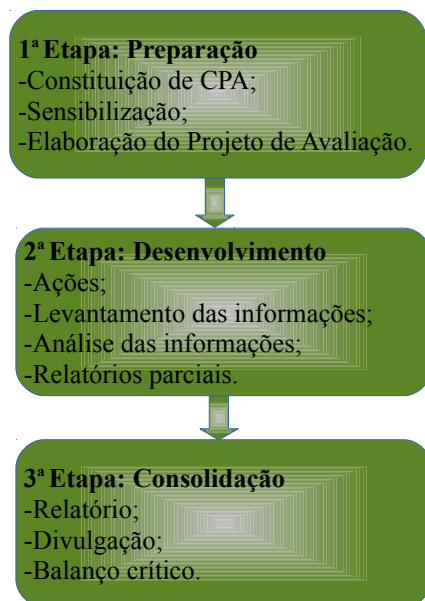 1ª Etapa: Preparação
-Constituição de CPA;
-Sensibilização;
-Elaboração do Projeto de Avaliação.
2ª Etapa: Desenvolvimento
-Ações;
-Levantamento das informações;
-Análise das informações;
-Relatórios parciais.
3ª Etapa: Consolidação
-Relatório;
-Divulgação;
-Balanço crítico.